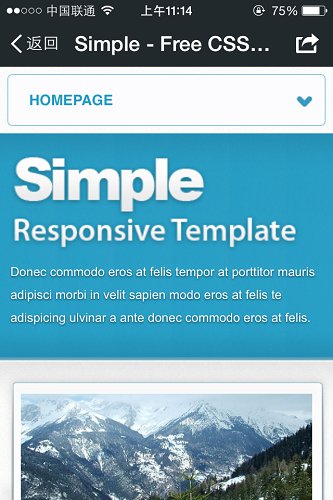 中国联通 上午11:14 75%
返回 Simple - Free CSS...
HOMEPAGE
Simple
Responsive Template
Donec commodo eros at felis tempor at porttitor mauris
adipisci morbi in velit sapien modo eros at felis te
adispicing ulvinar a ante donec commodo eros at felis.